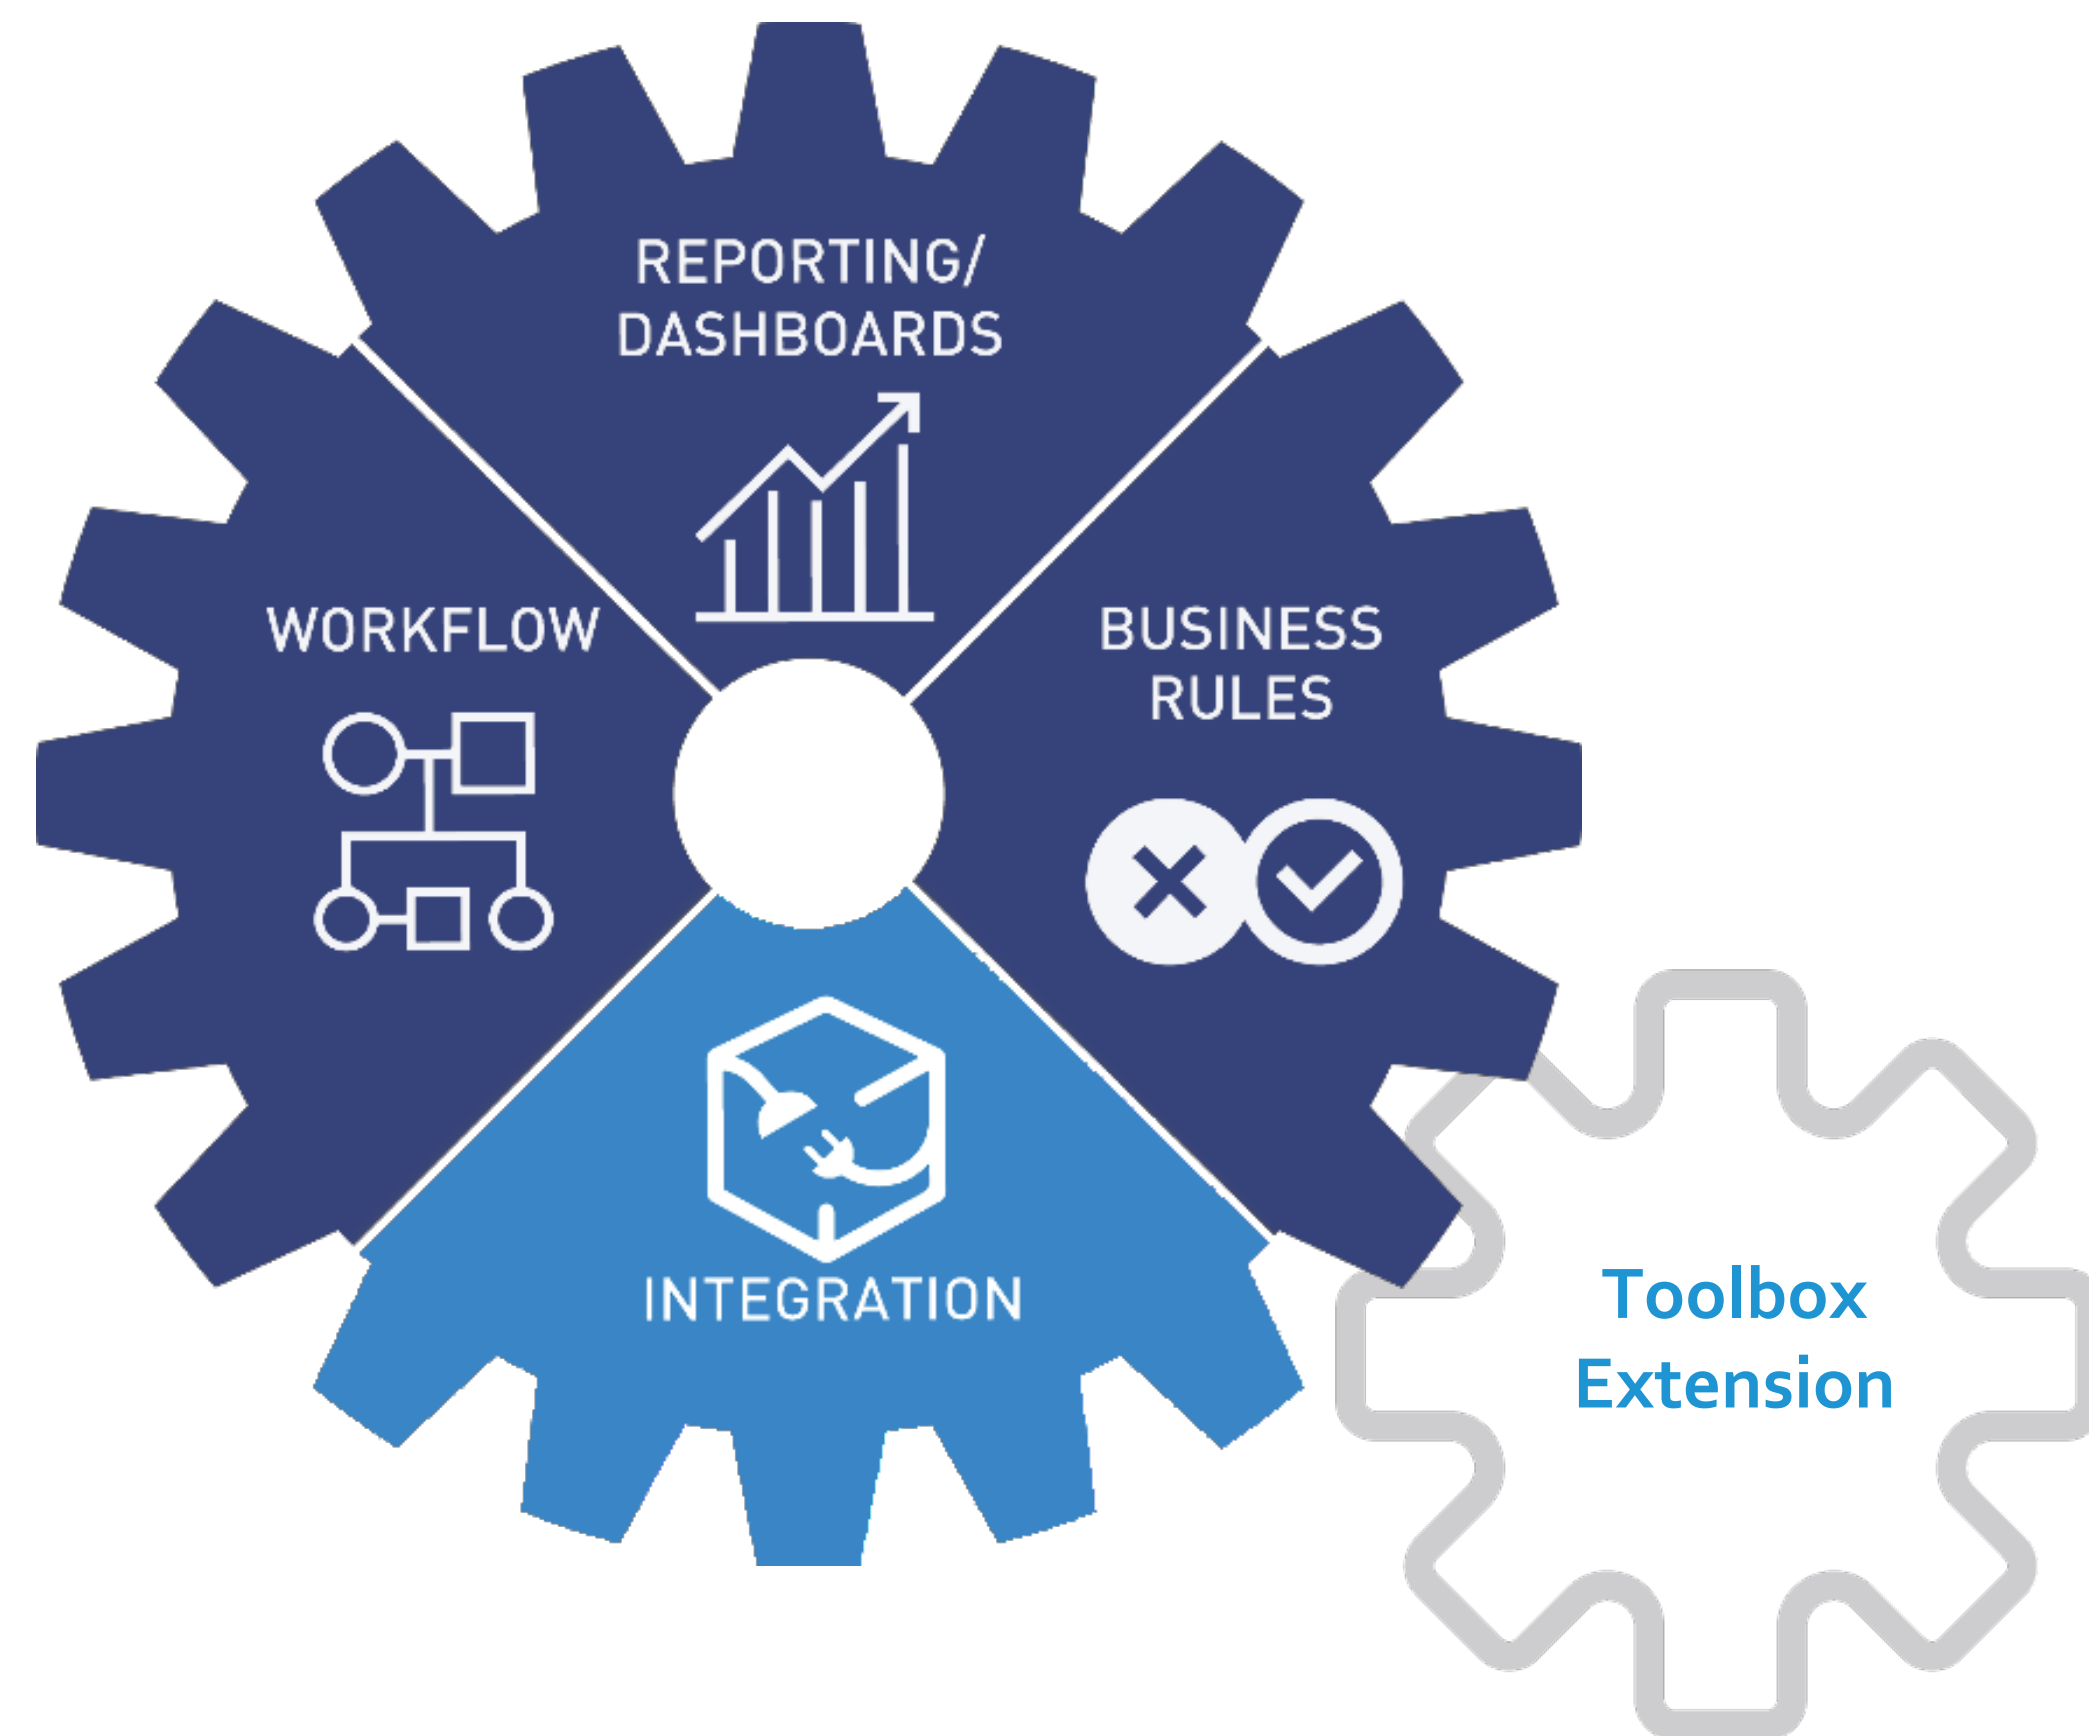 REPORTING/
DASHBOARDS
WORKFLOW
BUSINESS
RULES
INTEGRATION
Toolbox
Extension